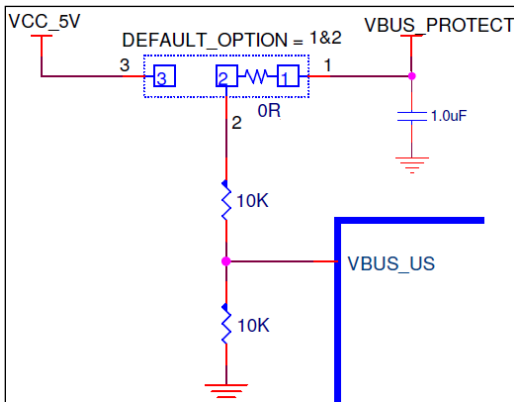 VCC_5V
VBUS_PROTECT
DEFAULT_OPTION = 1&2
3
3
2
1
1
0R
2
1.0uF
10K
VBUS_US
10K